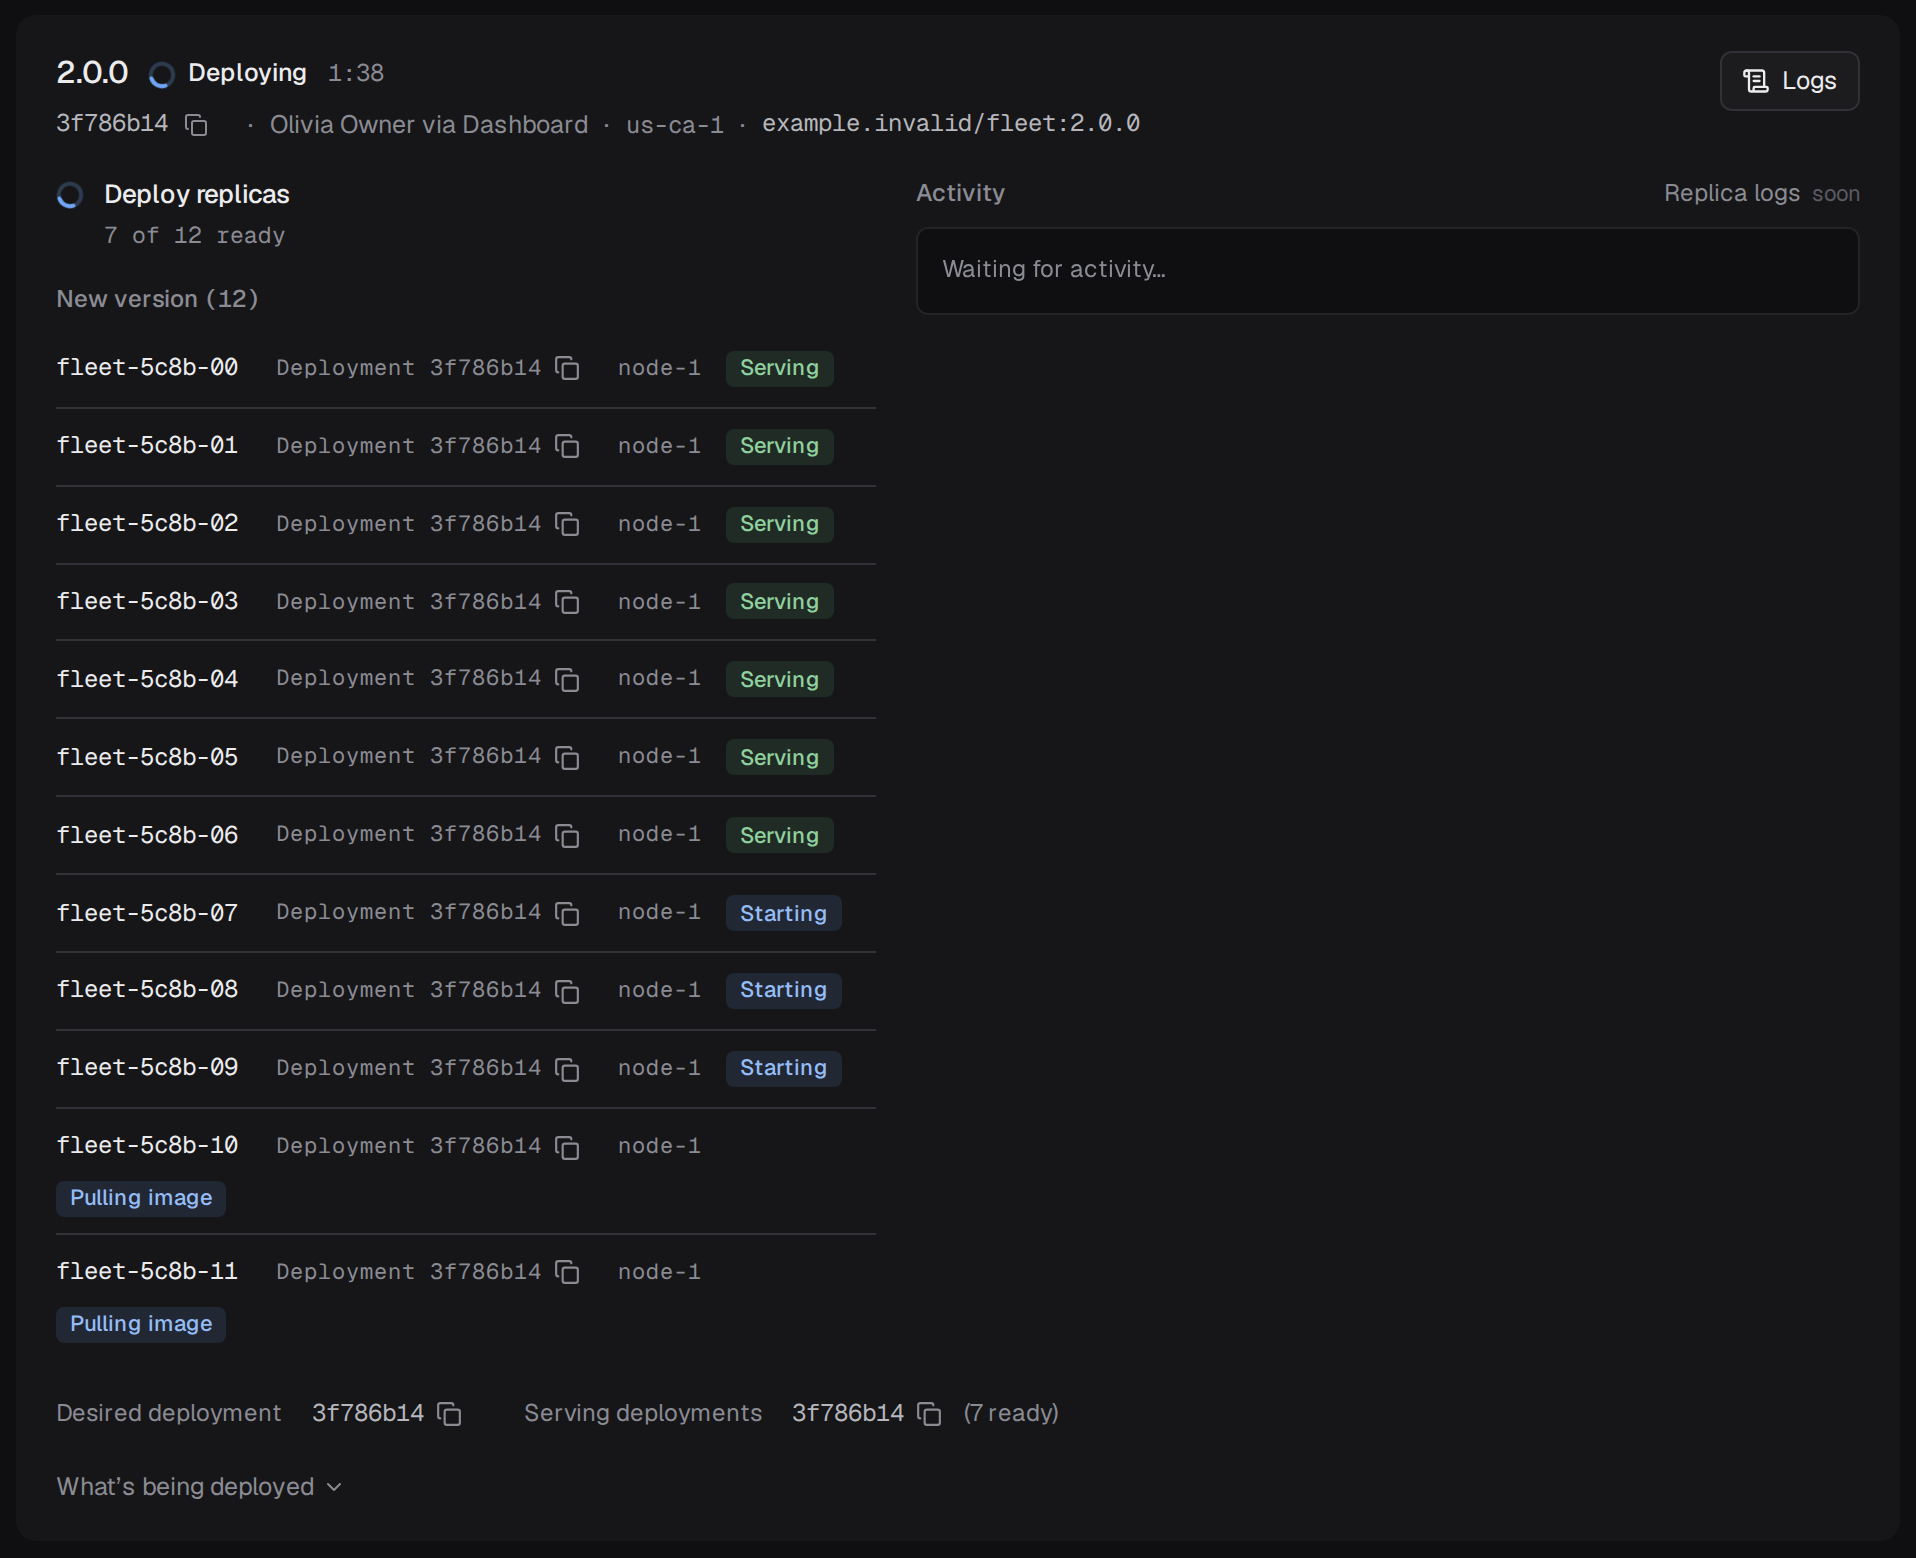 2.0.0 Deploying 1:38
Logs
3f786b14 · Olivia Owner via Dashboard · us-ca-1 · example.invalid/fleet:2.0.0
Deploy replicas
7 of 12 ready
New version (12)
fleet-5c8b-00 Deployment 3f786b14 node-1 Serving
fleet-5c8b-01 Deployment 3f786b14 node-1 Serving
fleet-5c8b-02 Deployment 3f786b14 node-1 Serving
fleet-5c8b-03 Deployment 3f786b14 node-1 Serving
fleet-5c8b-04 Deployment 3f786b14 node-1 Serving
fleet-5c8b-05 Deployment 3f786b14 node-1 Serving
fleet-5c8b-06 Deployment 3f786b14 node-1 Serving
fleet-5c8b-07 Deployment 3f786b14 node-1 Starting
fleet-5c8b-08 Deployment 3f786b14 node-1 Starting
fleet-5c8b-09 Deployment 3f786b14 node-1 Starting
fleet-5c8b-10 Deployment 3f786b14 node-1
Pulling image
fleet-5c8b-11 Deployment 3f786b14 node-1
Pulling image
Activity
Replica logs soon
Waiting for activity…
Desired deployment 3f786b14 Serving deployments 3f786b14 (7 ready)
What’s being deployed